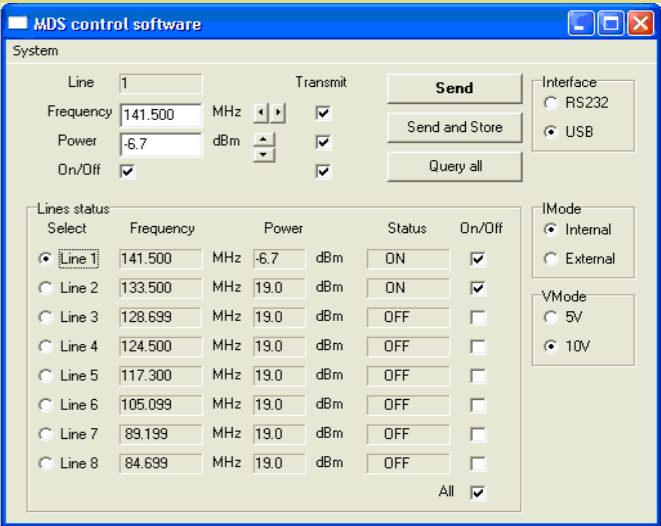 MDS control software
System
Line 1 Transmit
Frequency 141.500 MHz
Power -6.7 dBm
On/Off
Send
Send and Store
Query all
Interface
RS232
USB
Lines status
Select Frequency Power Status On/Off
Line 1 141.500 MHz -6.7 dBm ON
Line 2 133.500 MHz 19.0 dBm ON
Line 3 128.699 MHz 19.0 dBm OFF
Line 4 124.500 MHz 19.0 dBm OFF
Line 5 117.300 MHz 19.0 dBm OFF
Line 6 105.099 MHz 19.0 dBm OFF
Line 7 89.199 MHz 19.0 dBm OFF
Line 8 84.699 MHz 19.0 dBm OFF
All
IMode
Internal
External
VMode
5V
10V